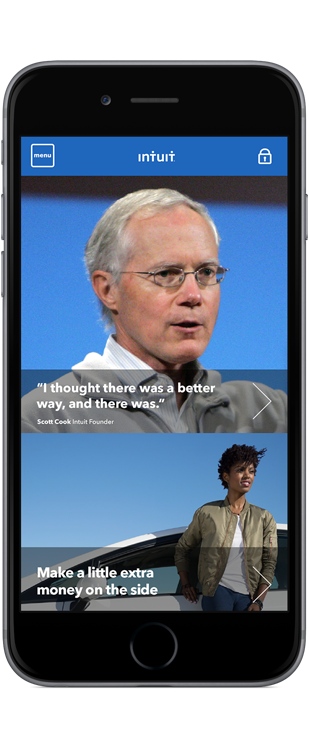 menu
ιntuıt
"I thought there was a better
way, and there was."
Scott Cook Intuit Founder
Make a little extra
money on the side